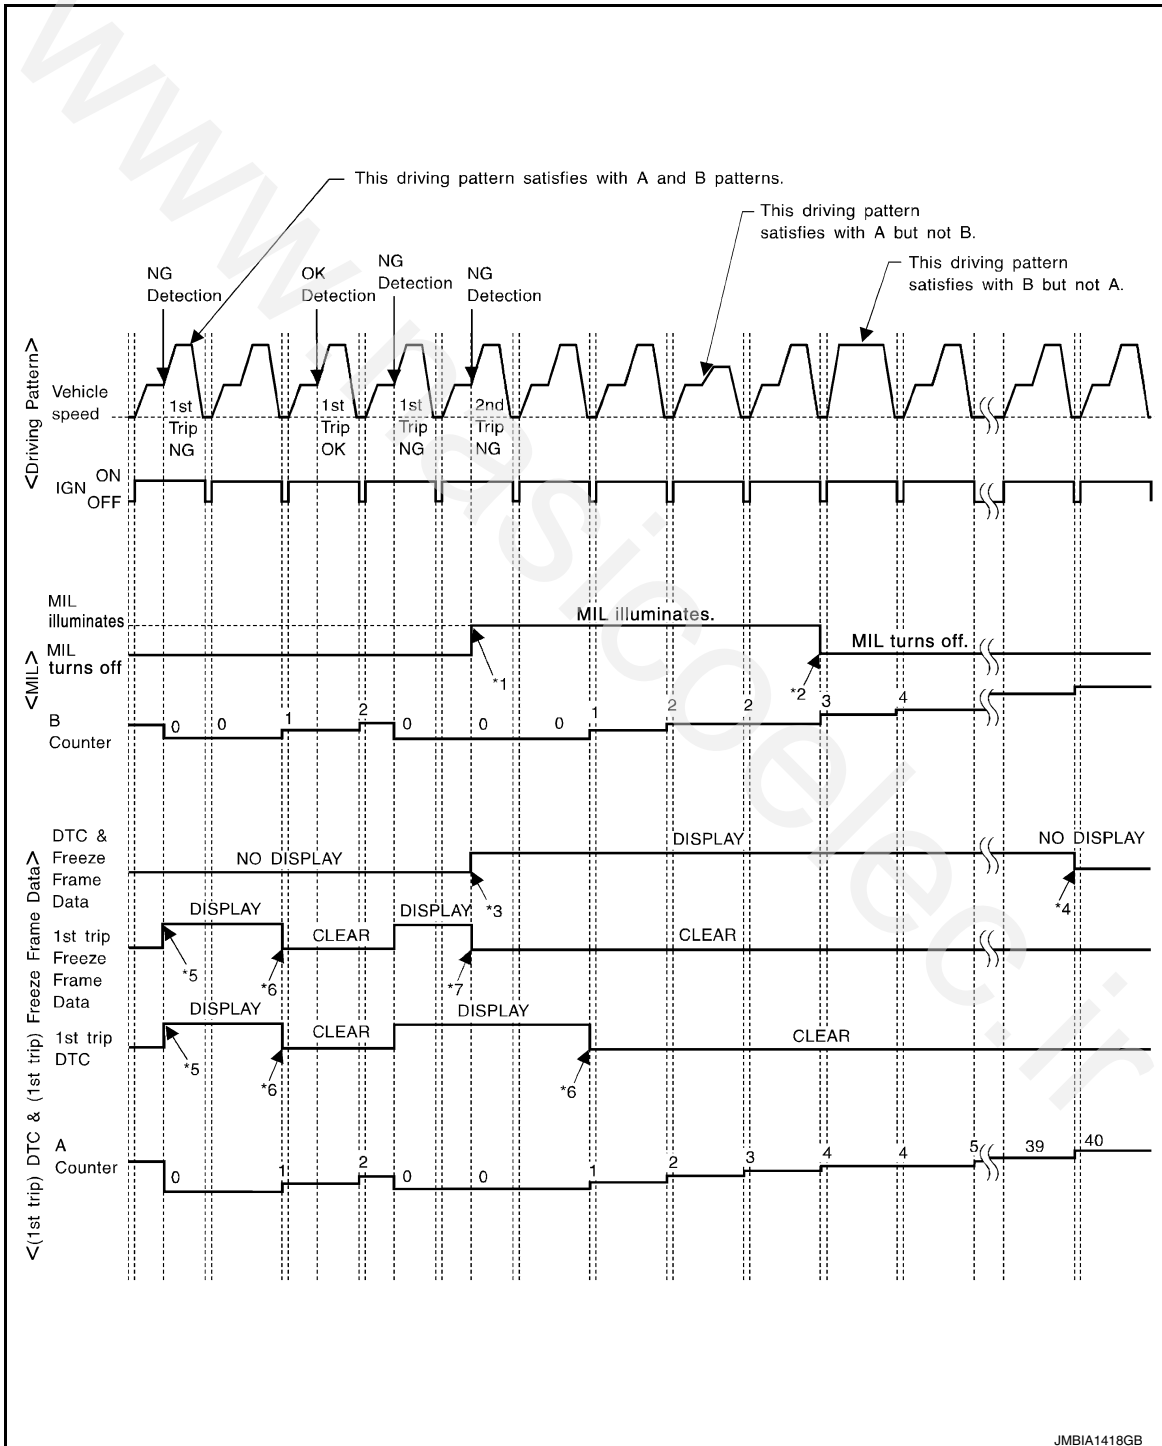 This driving pattern satisfies with A and B patterns.
This driving pattern
satisfies with A but not B.
This driving pattern
satisfies with B but not A.
NG
Detection
OK
Detection
NG
Detection
NG
Detection
<Driving Pattern>
Vehicle
speed
1st
Trip
NG
1st
Trip
OK
1st
Trip
NG
2nd
Trip
NG
IGN
ON
OFF
<MIL>
MIL
illuminates
MIL
turns off
MIL illuminates.
MIL turns off.
*1
*2
B
Counter
0 0 1 2 0 0 0 1 2 2 3 4
<(1st trip) DTC & (1st trip) Freeze Frame Data>
DTC &
Freeze
Frame
Data
NO DISPLAY
DISPLAY
NO DISPLAY
*3
*4
1st trip
Freeze
Frame
Data
DISPLAY
CLEAR
DISPLAY
CLEAR
*5
*6
*7
1st trip
DTC
DISPLAY
CLEAR
DISPLAY
CLEAR
*5
*6
*6
A
Counter
0 1 2 0 0 1 2 3 4 4 5 39 40
JMBIA1418GB
www.nasicoelec.ir